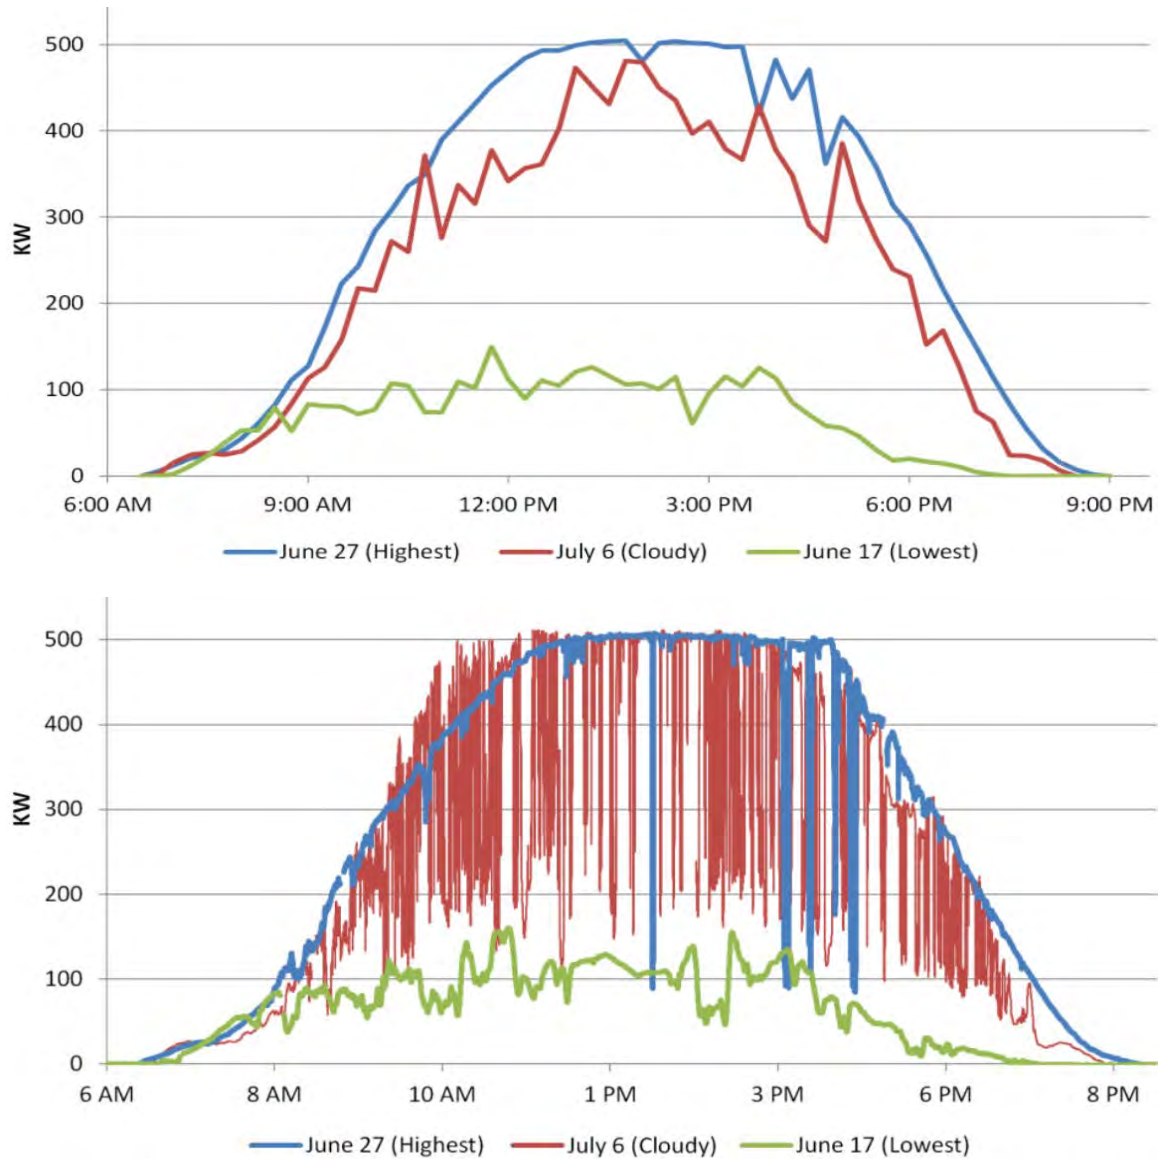 500
400
300
200
100
0
KW
6:00 AM 9:00 AM 12:00 PM 3:00 PM 6:00 PM 9:00 PM
June 27 (Highest) July 6 (Cloudy) June 17 (Lowest)
500
400
300
200
100
0
KW
6 AM 8 AM 10 AM 1 PM 3 PM 6 PM 8 PM
June 27 (Highest) July 6 (Cloudy) June 17 (Lowest)